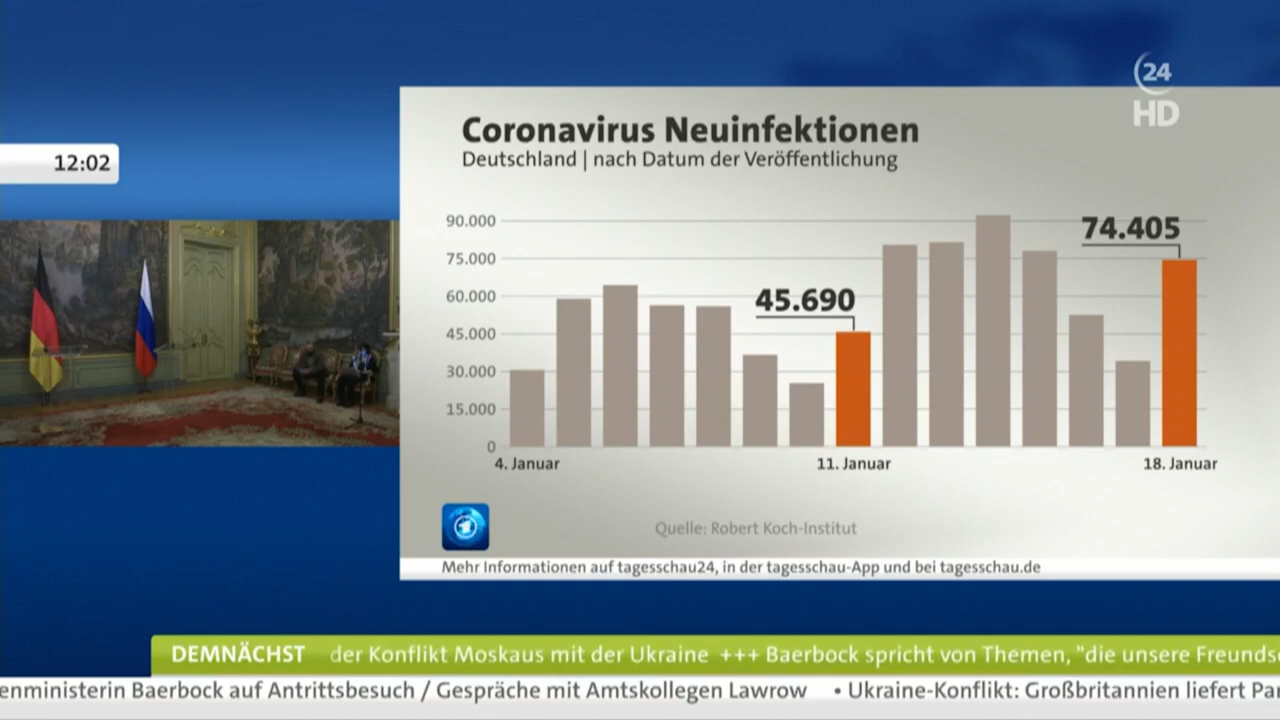 24
HD
Coronavirus Neuinfektionen
Deutschland | nach Datum der Veröffentlichung
12:02
90.000
75.000
60.000
45.000
30.000
15.000
0
45.690
74.405
4. Januar
11. Januar
18. Januar
Quelle: Robert Koch-Institut
Mehr Informationen auf tagesschau24, in der tagesschau-App und bei tagesschau.de
DEMNÄCHST der Konflikt Moskaus mit der Ukraine +++ Baerbock spricht von Themen, "die unsere Freunds
enministerin Baerbock auf Antrittsbesuch / Gespräche mit Amtskollegen Lawrow • Ukraine-Konflikt: Großbritannien liefert Pa